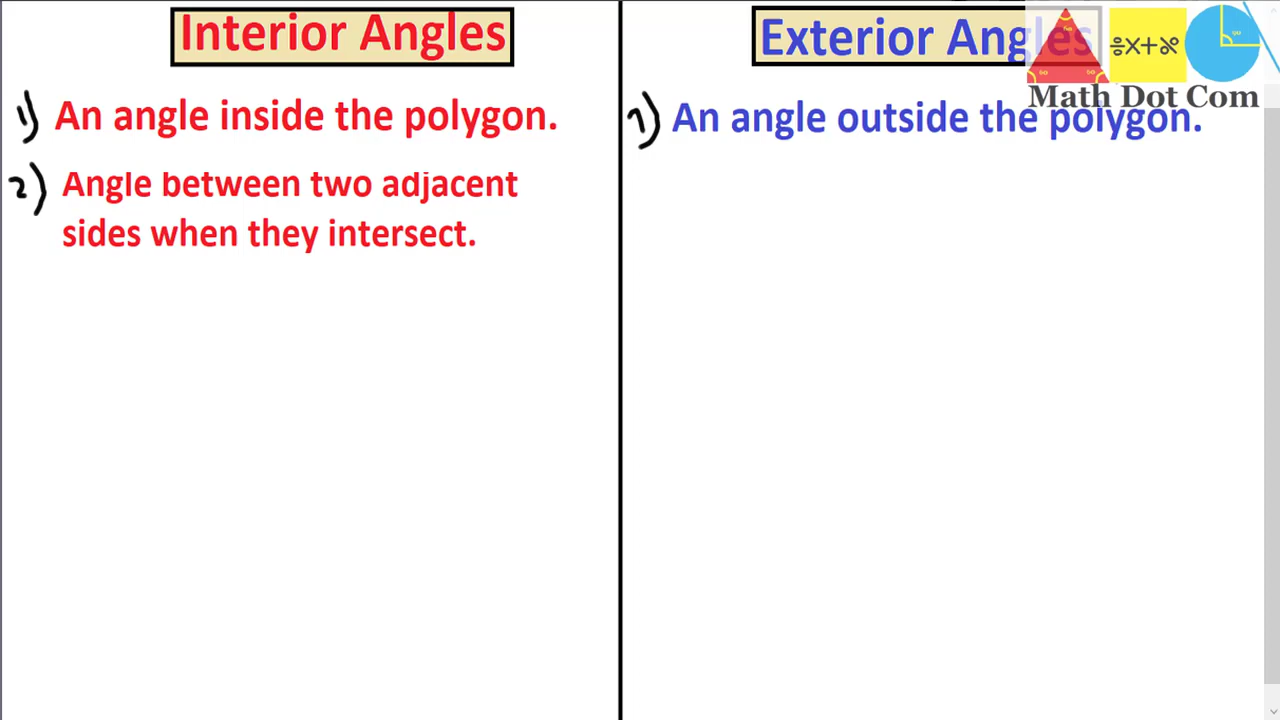 Interior Angles
1) An angle inside the polygon.
2) Angle between two adjacent
sides when they intersect.
Exterior Angles
÷x+%
Math Dot Com
1) An angle outside the polygon.